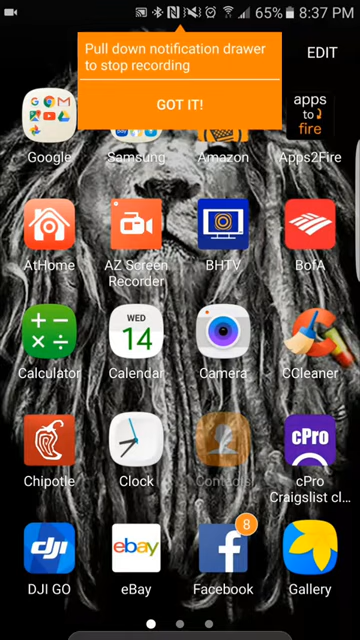 65% 8:37 PM
Pull down notification drawer
to stop recording
GOT IT!
EDIT
apps
to
fire
Google
Samsung
Amazon
Apps2Fire
AtHome
AZ Screen
Recorder
BHTV
BofA
WED
14
Calculator
Calendar
Camera
CCleaner
cPro
Chipotle
Clock
Contacts
cPro
Craigslist cl...
dji
ebay
f
8
DJI GO
eBay
Facebook
Gallery